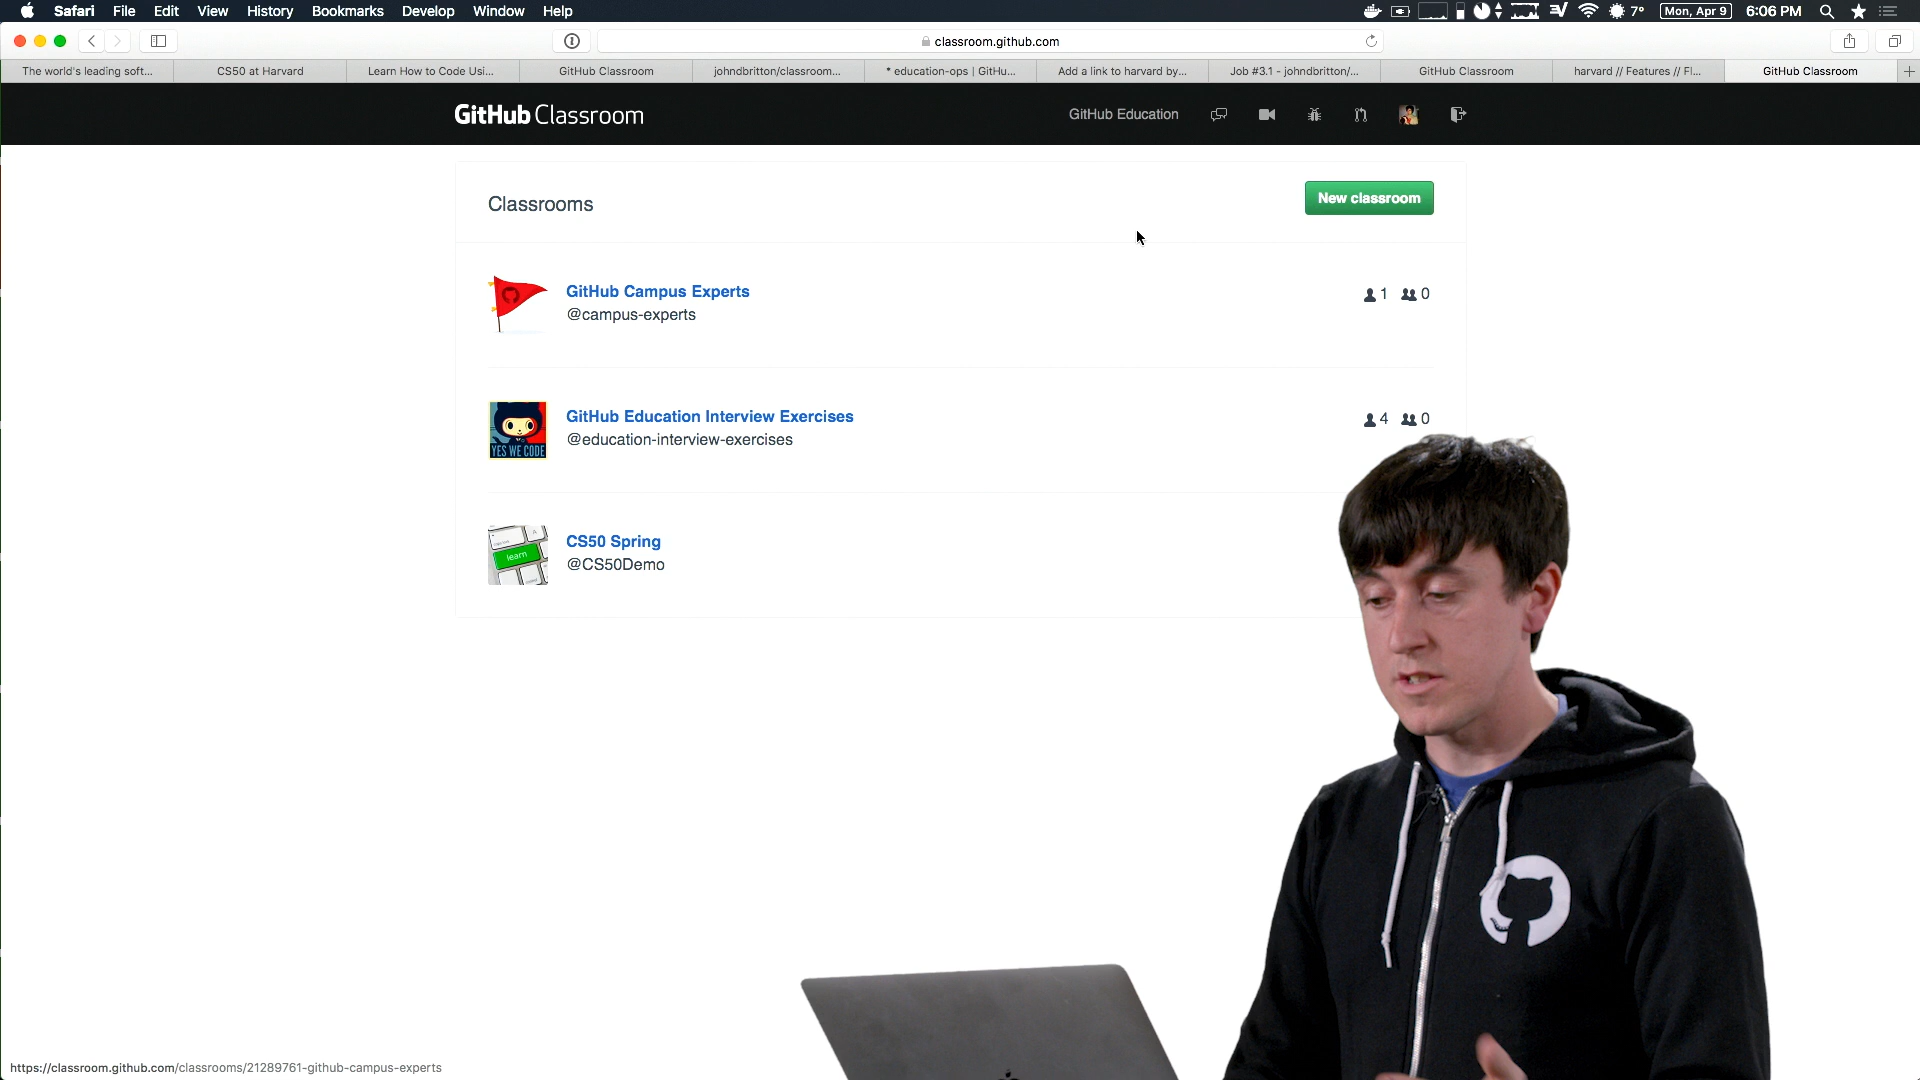 Safari File Edit View History Bookmarks Develop Window Help 7° Mon, Apr 9 6:06 PM
classroom.github.com
The world's leading soft... CS50 at Harvard Learn How to Code Usi... GitHub Classroom johndbritton/classroom... * education-ops | GitHu... Add a link to harvard by... Job #3.1 - johndbritton/... GitHub Classroom harvard // Features // Fl... GitHub Classroom
GitHub Classroom GitHub Education
Classrooms New classroom
GitHub Campus Experts 1 0
@campus-experts
GitHub Education Interview Exercises 4 0
@education-interview-exercises
YES WE CODE
CS50 Spring
@CS50Demo
learn
https://classroom.github.com/classrooms/21289761-github-campus-experts